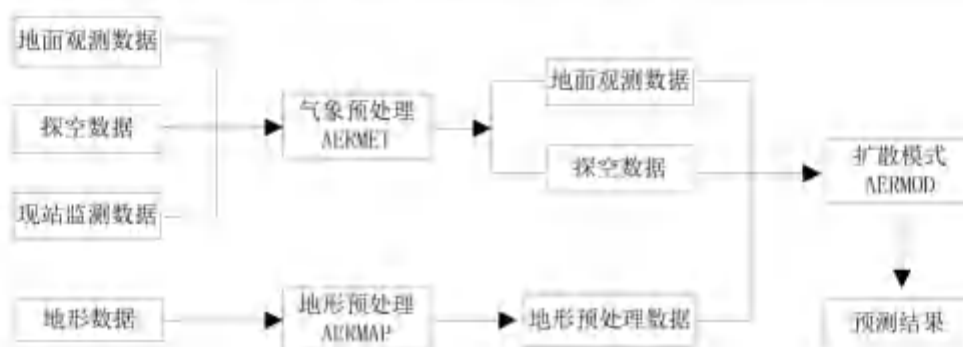 地面观测数据
探空数据
现站监测数据
地形数据
气象预处理
AERMET
地形预处理
AERMAP
地面观测数据
探空数据
地形预处理数据
扩散模式
AERMOD
预测结果